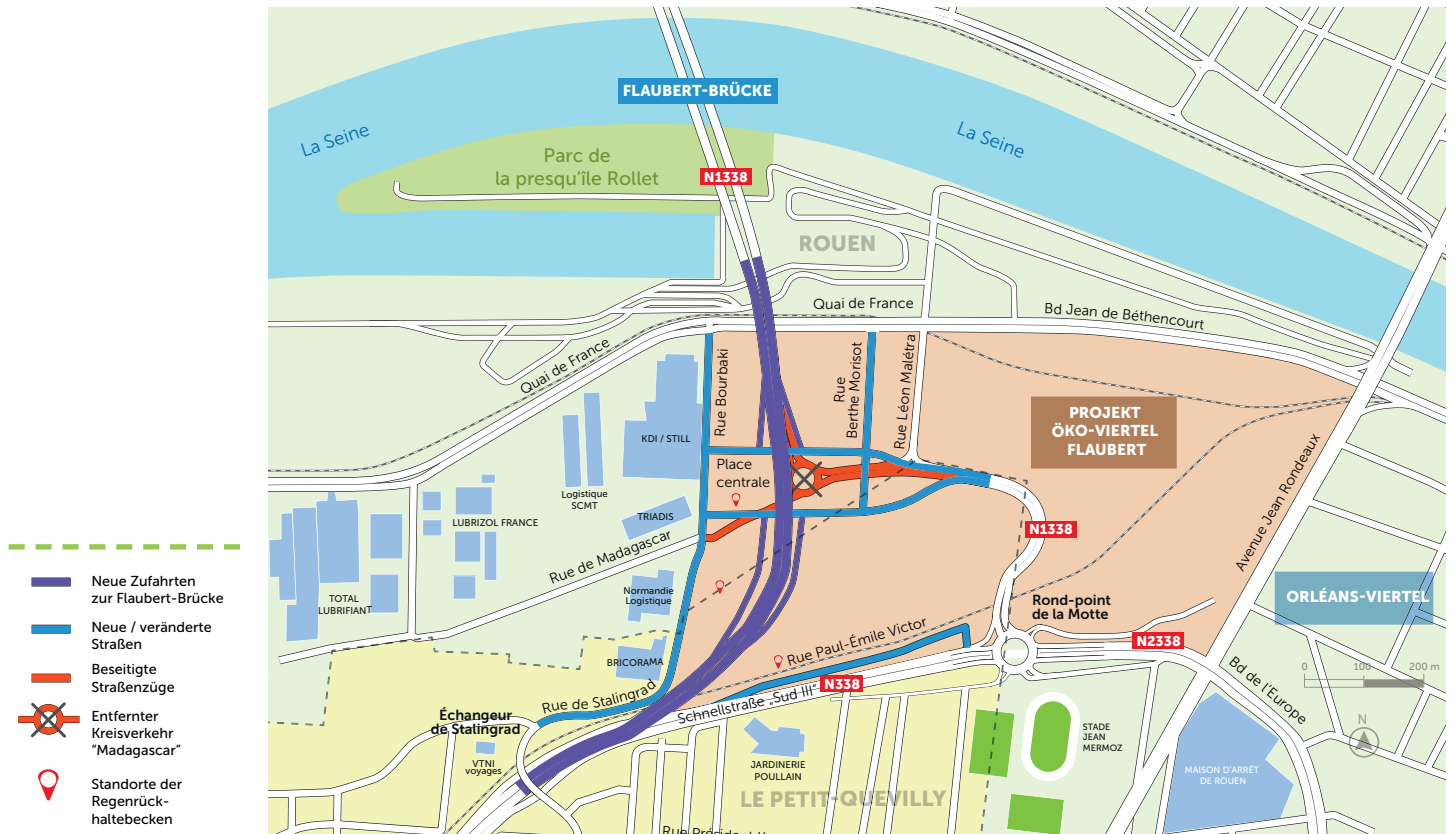 FLAUBERT-BRÜCKE
La Seine
La Seine
Parc de
la presqu'île Rollet
N1338
ROUEN
Quai de France
Bd Jean de Béthencourt
Quai de France
Rue Bourbaki
Rue
Berthe Morisot
Rue Léon Malétra
PROJEKT
ÖKO-VIERTEL
FLAUBERT
KDI / STILL
Place
centrale
Avenue Jean Rondeaux
Logistique
SCMT
LUBRIZOL FRANCE
TRIADIS
N1338
Rue de Madagascar
TOTAL
LUBRIFIANT
Normandie
Logistique
ORLÉANS-VIERTEL
Rond-point
de la Motte
Rue Paul-Émile Victor
N2338
BRICORAMA
N338
0 100 200 m
Bd de l'Europe
Rue de Stalingrad
Schnellstraße „Sud III"
Échangeur
de Stalingrad
N
STADE
JEAN
MERMOZ
VTNI
voyages
JARDINERIE
POULLAIN
MAISON D'ARRÊT
DE ROUEN
LE PETIT-QUEVILLY
Neue Zufahrten
zur Flaubert-Brücke
Neue / veränderte
Straßen
Beseitigte
Straßenzüge
Entfernter
Kreisverkehr
"Madagascar"
Standorte der
Regenrück-
haltebecken